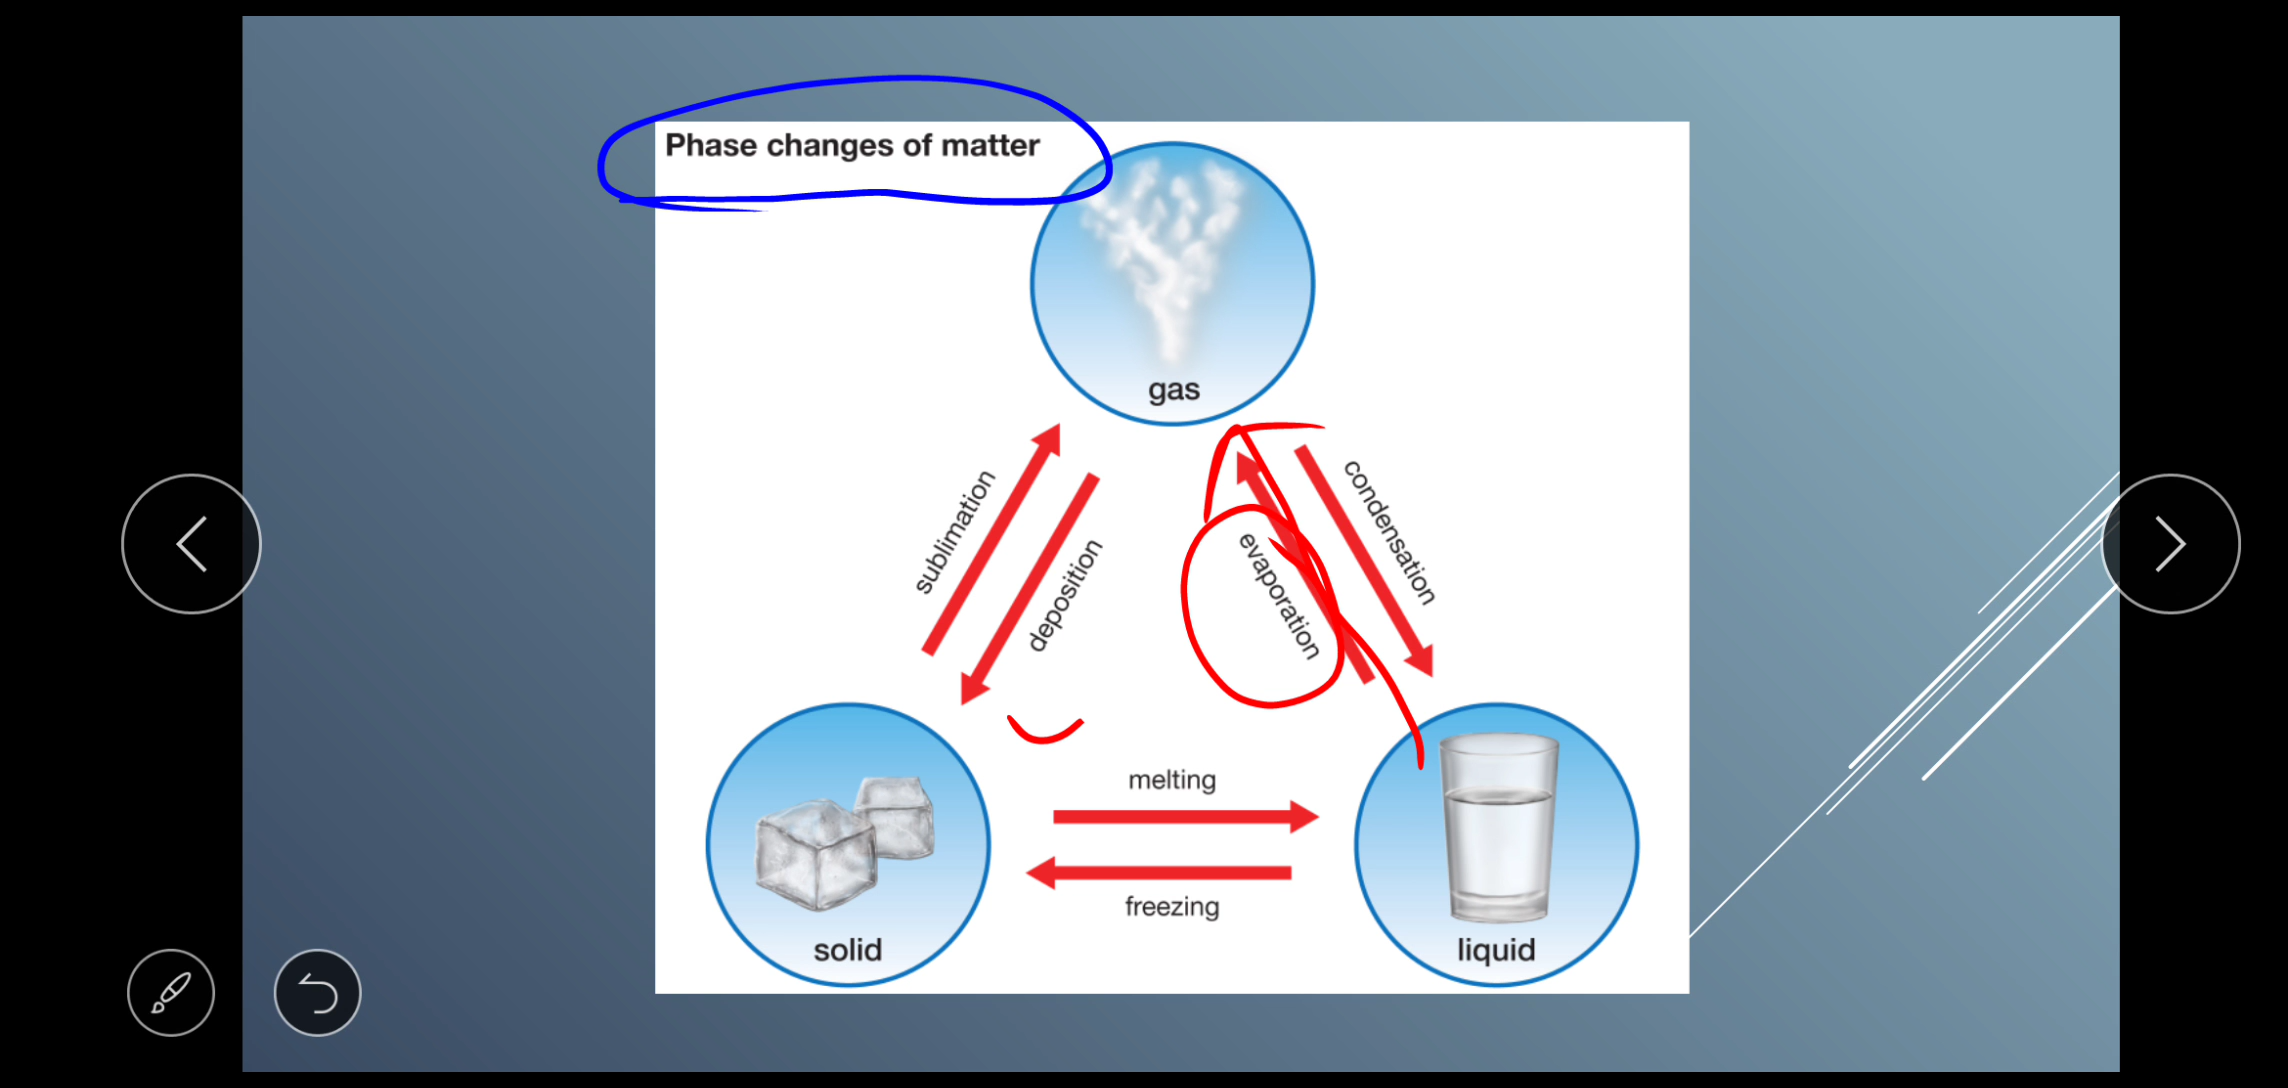 Phase changes of matter
gas
sublimation
deposition
evaporation
condensation
melting
freezing
solid
liquid